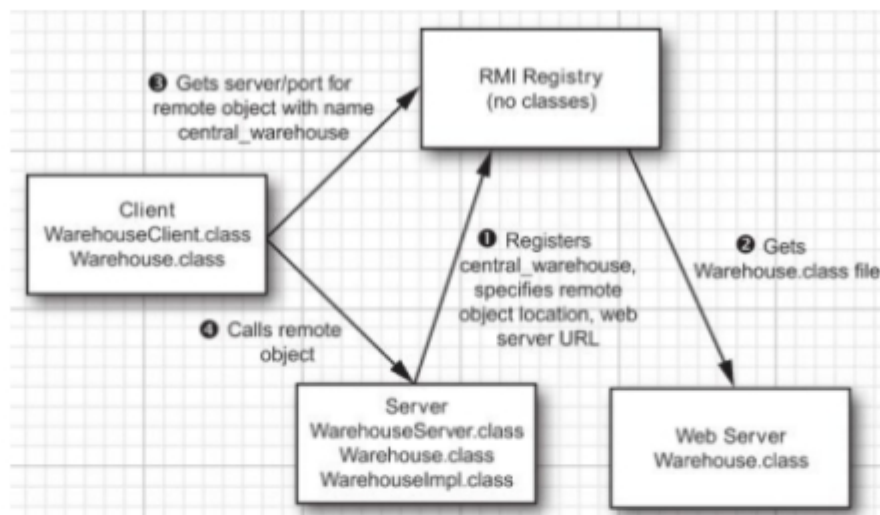 ❸ Gets server/port for
remote object with name
central_warehouse
RMI Registry
(no classes)
Client
WarehouseClient.class
Warehouse.class
❶ Registers
central_warehouse,
specifies remote
object location, web
server URL
❷ Gets
Warehouse.class file
❹ Calls remote
object
Server
WarehouseServer.class
Warehouse.class
WarehouseImpl.class
Web Server
Warehouse.class